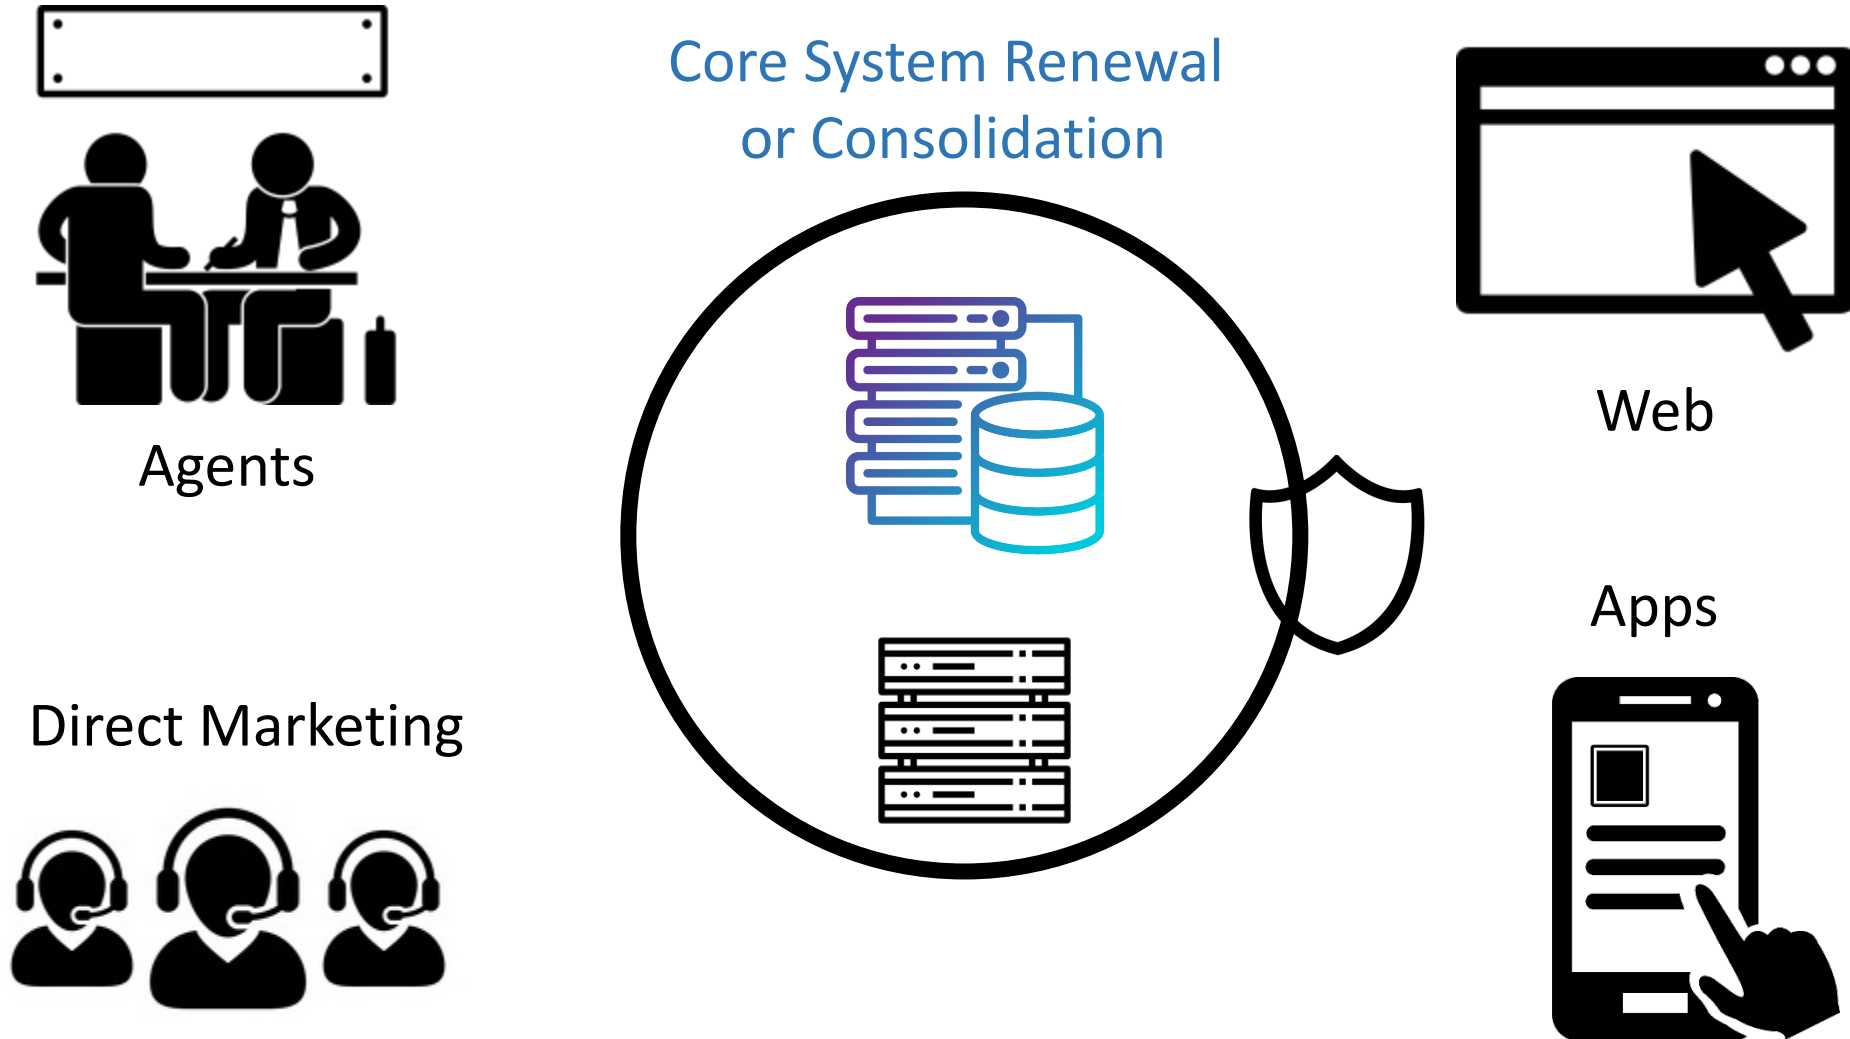 Core System Renewal
or Consolidation
Agents
Web
Apps
Direct Marketing